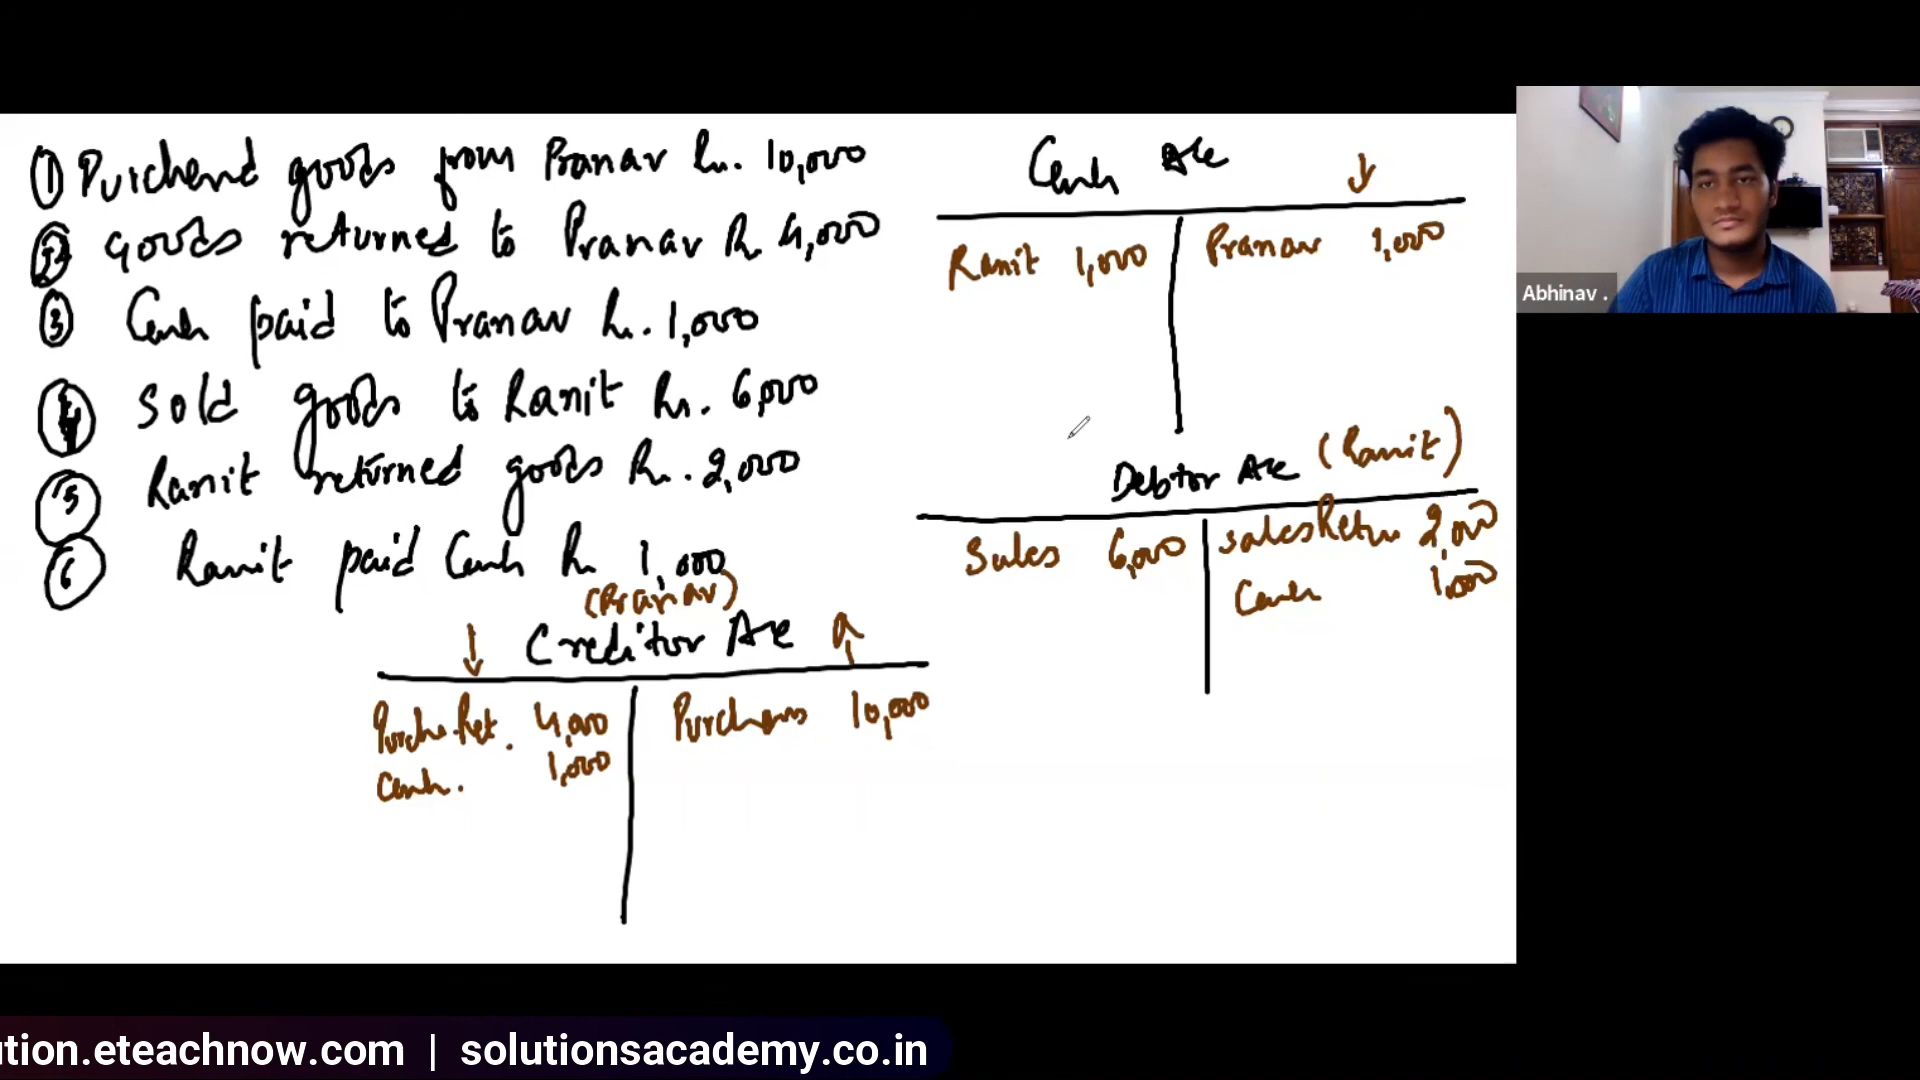 ① Purchased goods from Pranav Rs. 10,000
② Goods returned to Pranav Rs 4,000
③ Cash paid to Pranav Rs. 1,000
④ Sold goods to Ranit Rs. 6,000
⑤ Ranit returned goods Rs. 2,000
⑥ Ranit paid Cash Rs 1,000
(Pranav)
Creditor A/c
Purchs. Ret. 4,000
Cash. 1,000
Purchases 10,000
Cash A/c
Ranit 1,000
Pranav 1,000
Debtor A/c (Ranit)
Sales 6,000
Sales Return 2,000
Cash 1,000
Abhinav .
ution.eteachnow.com | solutionsacademy.co.in